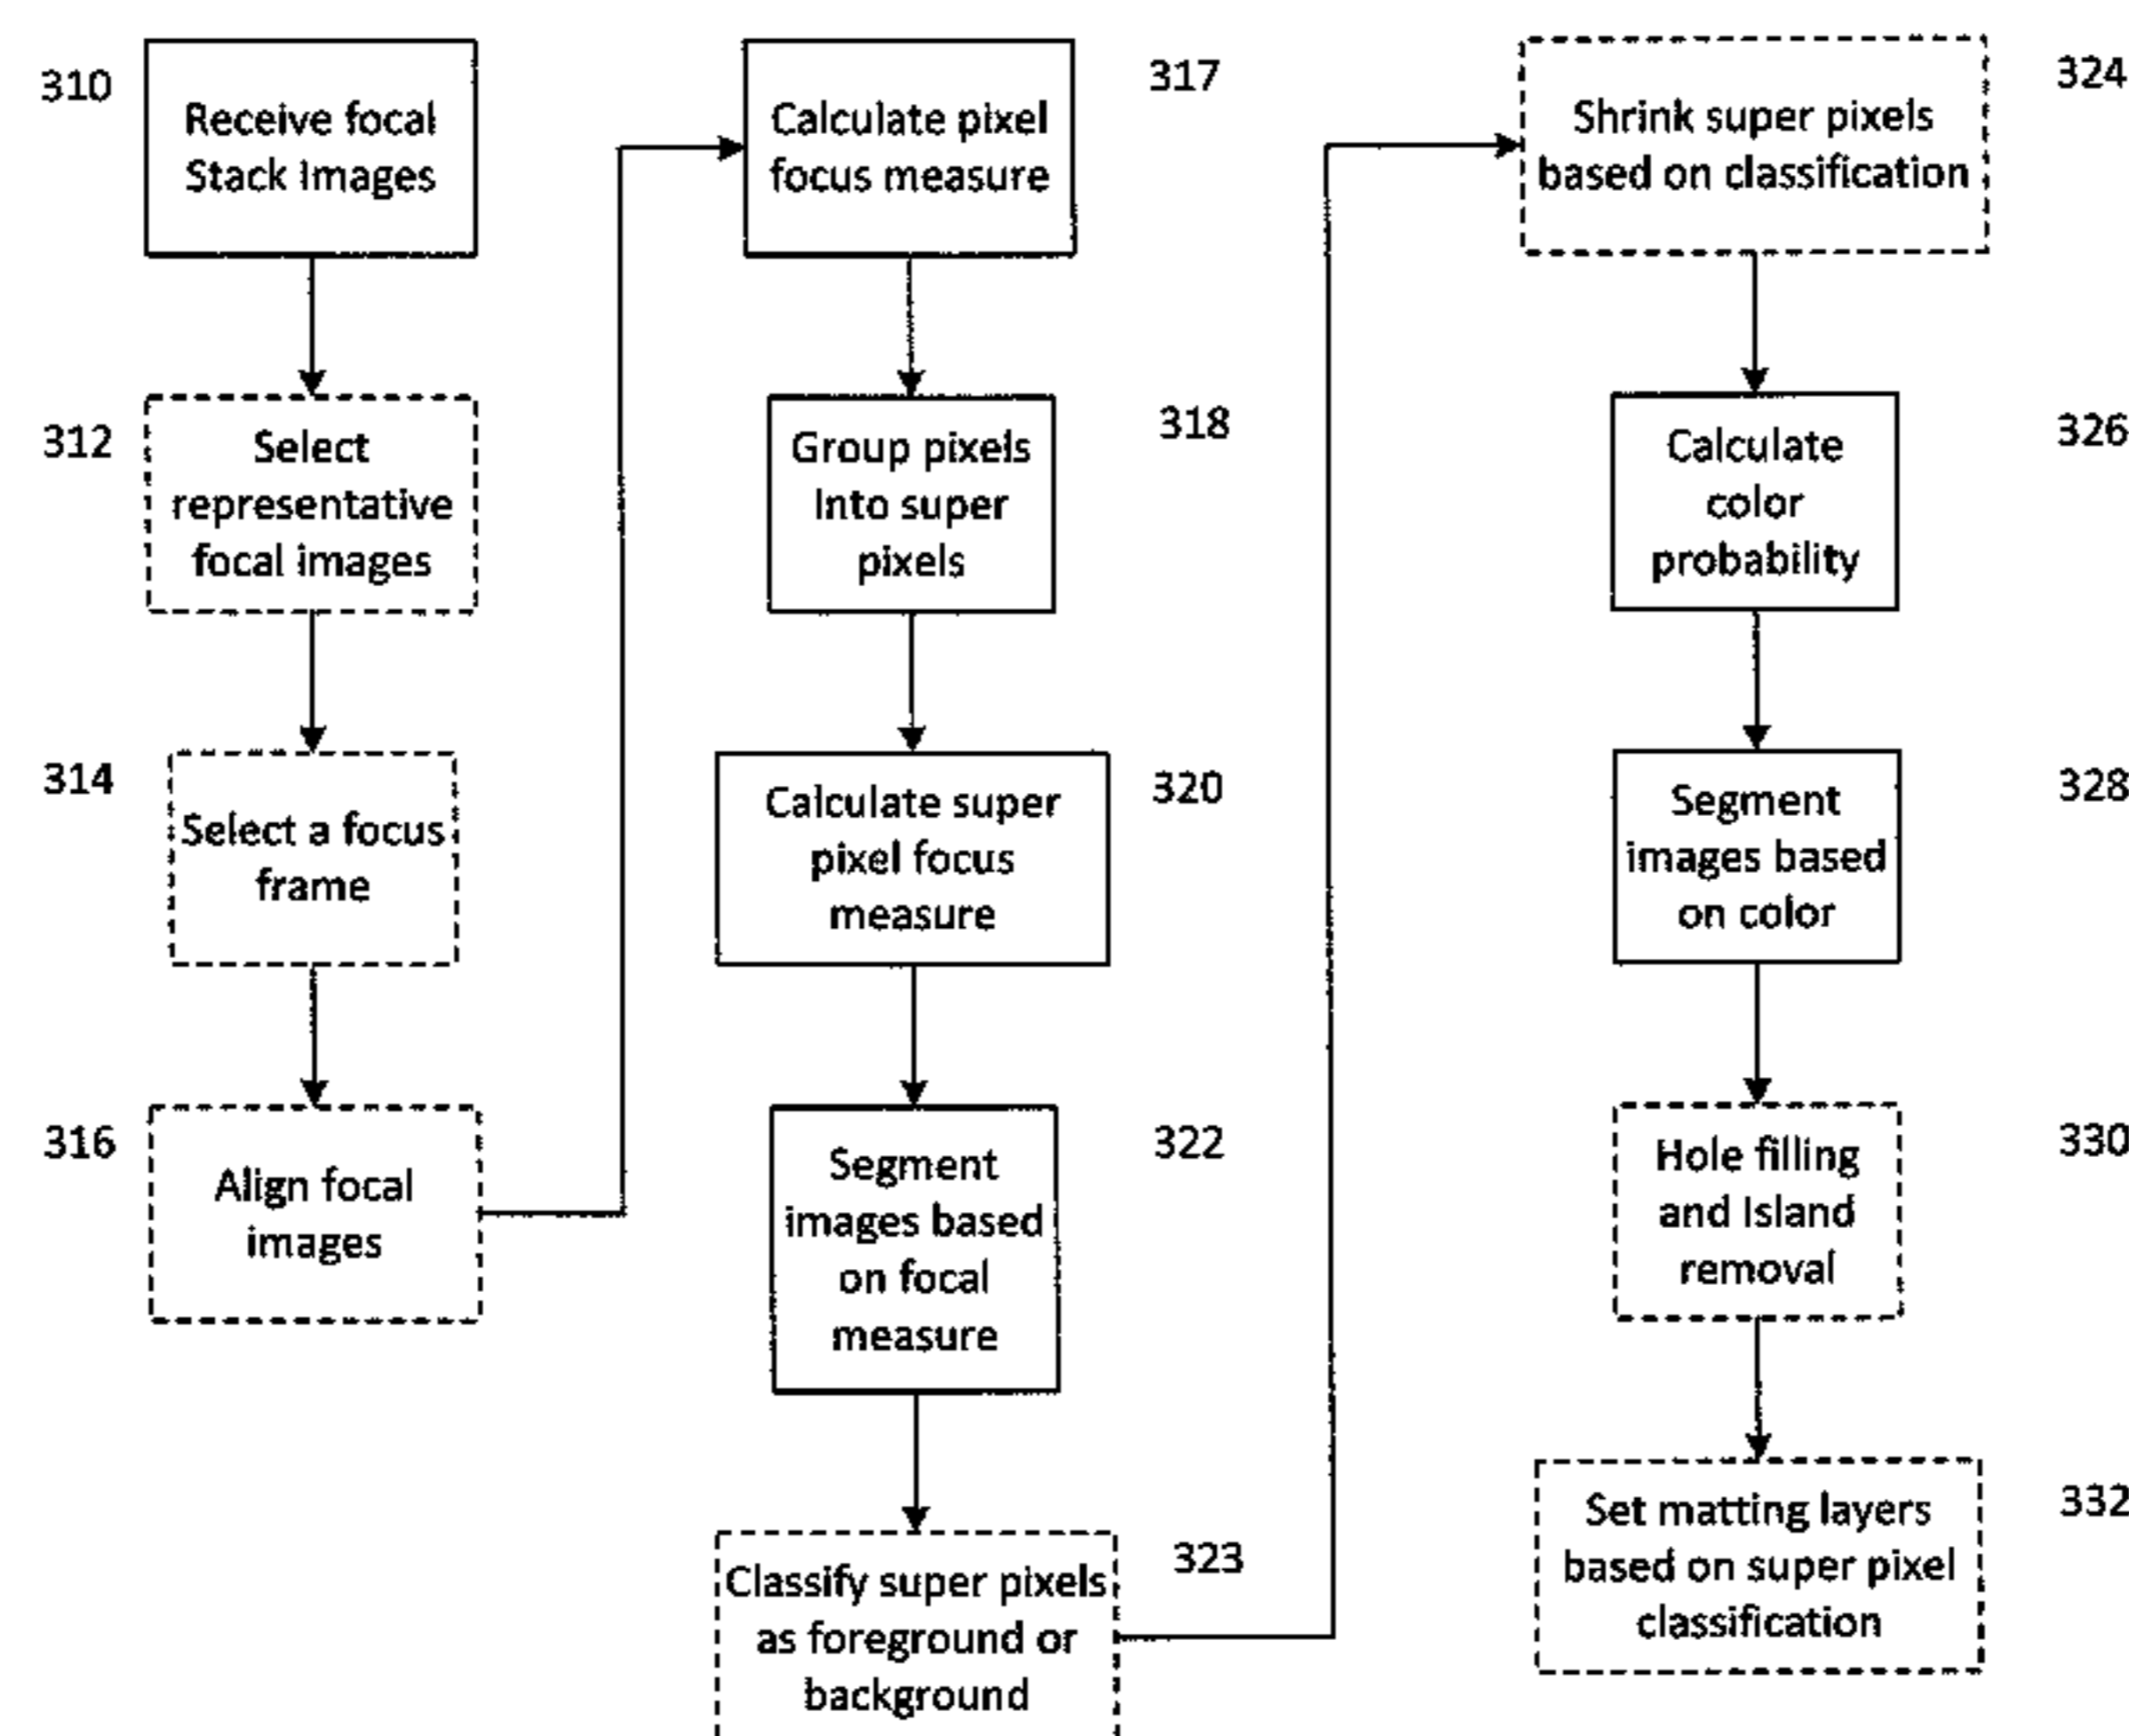 310
Receive focal
Stack Images
312
Select
representative
focal images
314
Select a focus
frame
316
Align focal
images
317
Calculate pixel
focus measure
318
Group pixels
Into super
pixels
320
Calculate super
pixel focus
measure
322
Segment
images based
on focal
measure
323
Classify super pixels
as foreground or
background
324
Shrink super pixels
based on classification
326
Calculate
color
probability
328
Segment
images based
on color
330
Hole filling
and Island
removal
332
Set matting layers
based on super pixel
classification